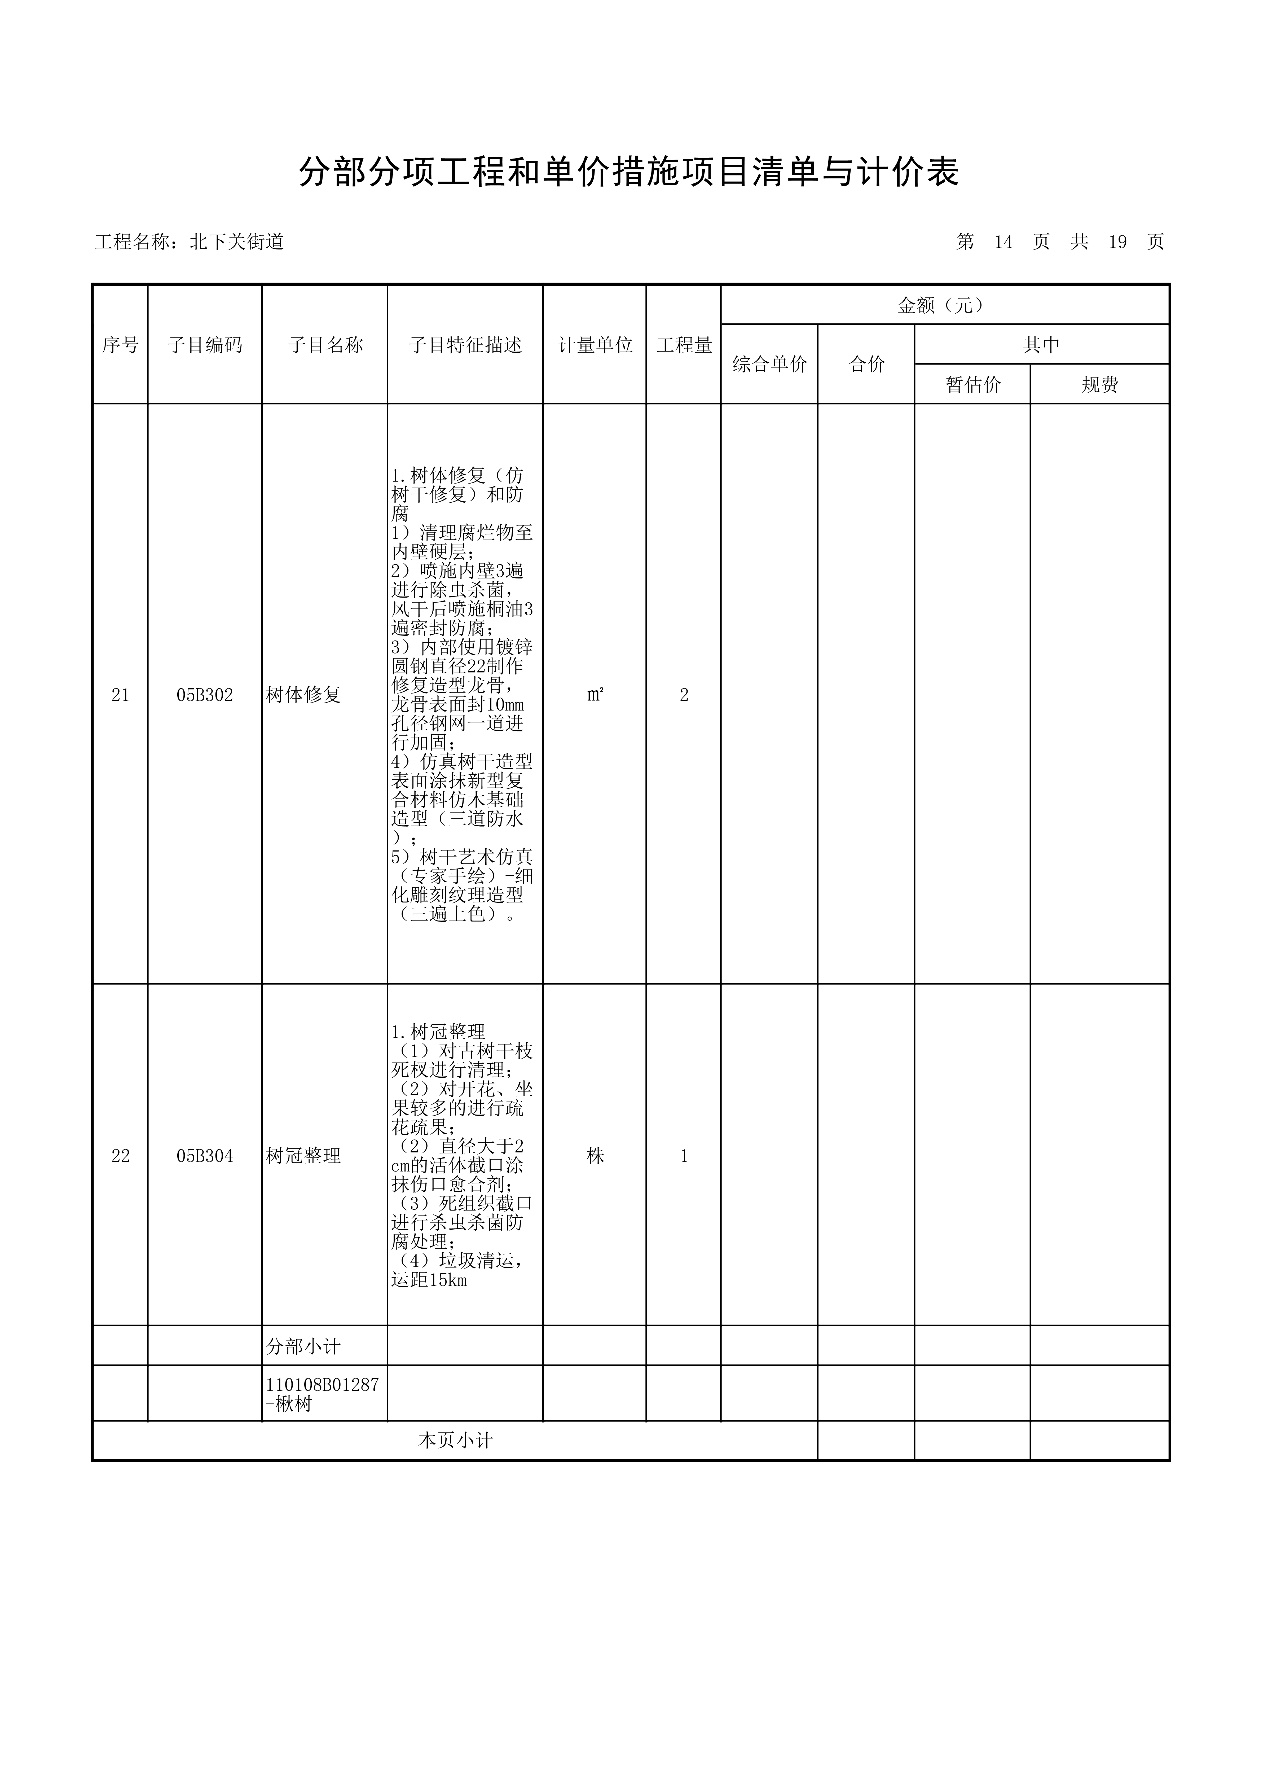 分部分项工程和单价措施项目清单与计价表
工程名称：北下关街道
第 14 页 共 19 页
序号 子目编码 子目名称 子目特征描述 计量单位 工程量 金额（元）
综合单价 合价 其中
暂估价 规费
21 05B302 树体修复 m² 2
1.树体修复（仿
树干修复）和防
腐
1）清理腐烂物至
内壁硬层；
2）喷施内壁3遍
进行除虫杀菌，
风干后喷施桐油3
遍密封防腐；
3）内部使用镀锌
圆钢直径22制作
修复造型龙骨，
龙骨表面封10mm
孔径钢网一道进
行加固；
4）仿真树干造型
表面涂抹新型复
合材料仿木基础
造型（三道防水
）；
5）树干艺术仿真
（专家手绘）-细
化雕刻纹理造型
（三遍上色）。
22 05B304 树冠整理 株 1
1.树冠整理
（1）对古树干枝
死杈进行清理；
（2）对开花、坐
果较多的进行疏
花疏果；
（2）直径大于2
cm的活体截口涂
抹伤口愈合剂；
（3）死组织截口
进行杀虫杀菌防
腐处理；
（4）垃圾清运，
运距15km
分部小计
110108B01287
-楸树
本页小计